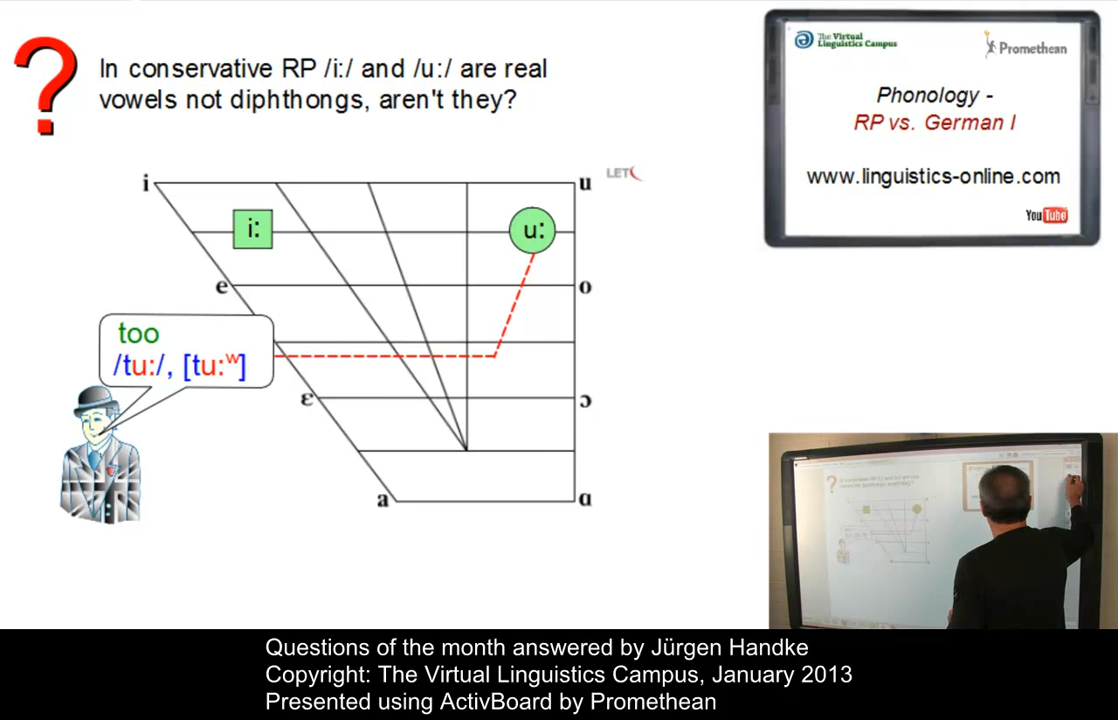 ?
In conservative RP /i:/ and /u:/ are real
vowels not diphthongs, aren't they?
The Virtual
Linguistics Campus
Promethean
Phonology -
RP vs. German I
www.linguistics-online.com
YouTube
LET
i
u
i:
u:
e
o
too
/tu:/, [tu:ʷ]
ɛ
ɔ
a
ɑ
Questions of the month answered by Jürgen Handke
Copyright: The Virtual Linguistics Campus, January 2013
Presented using ActivBoard by Promethean